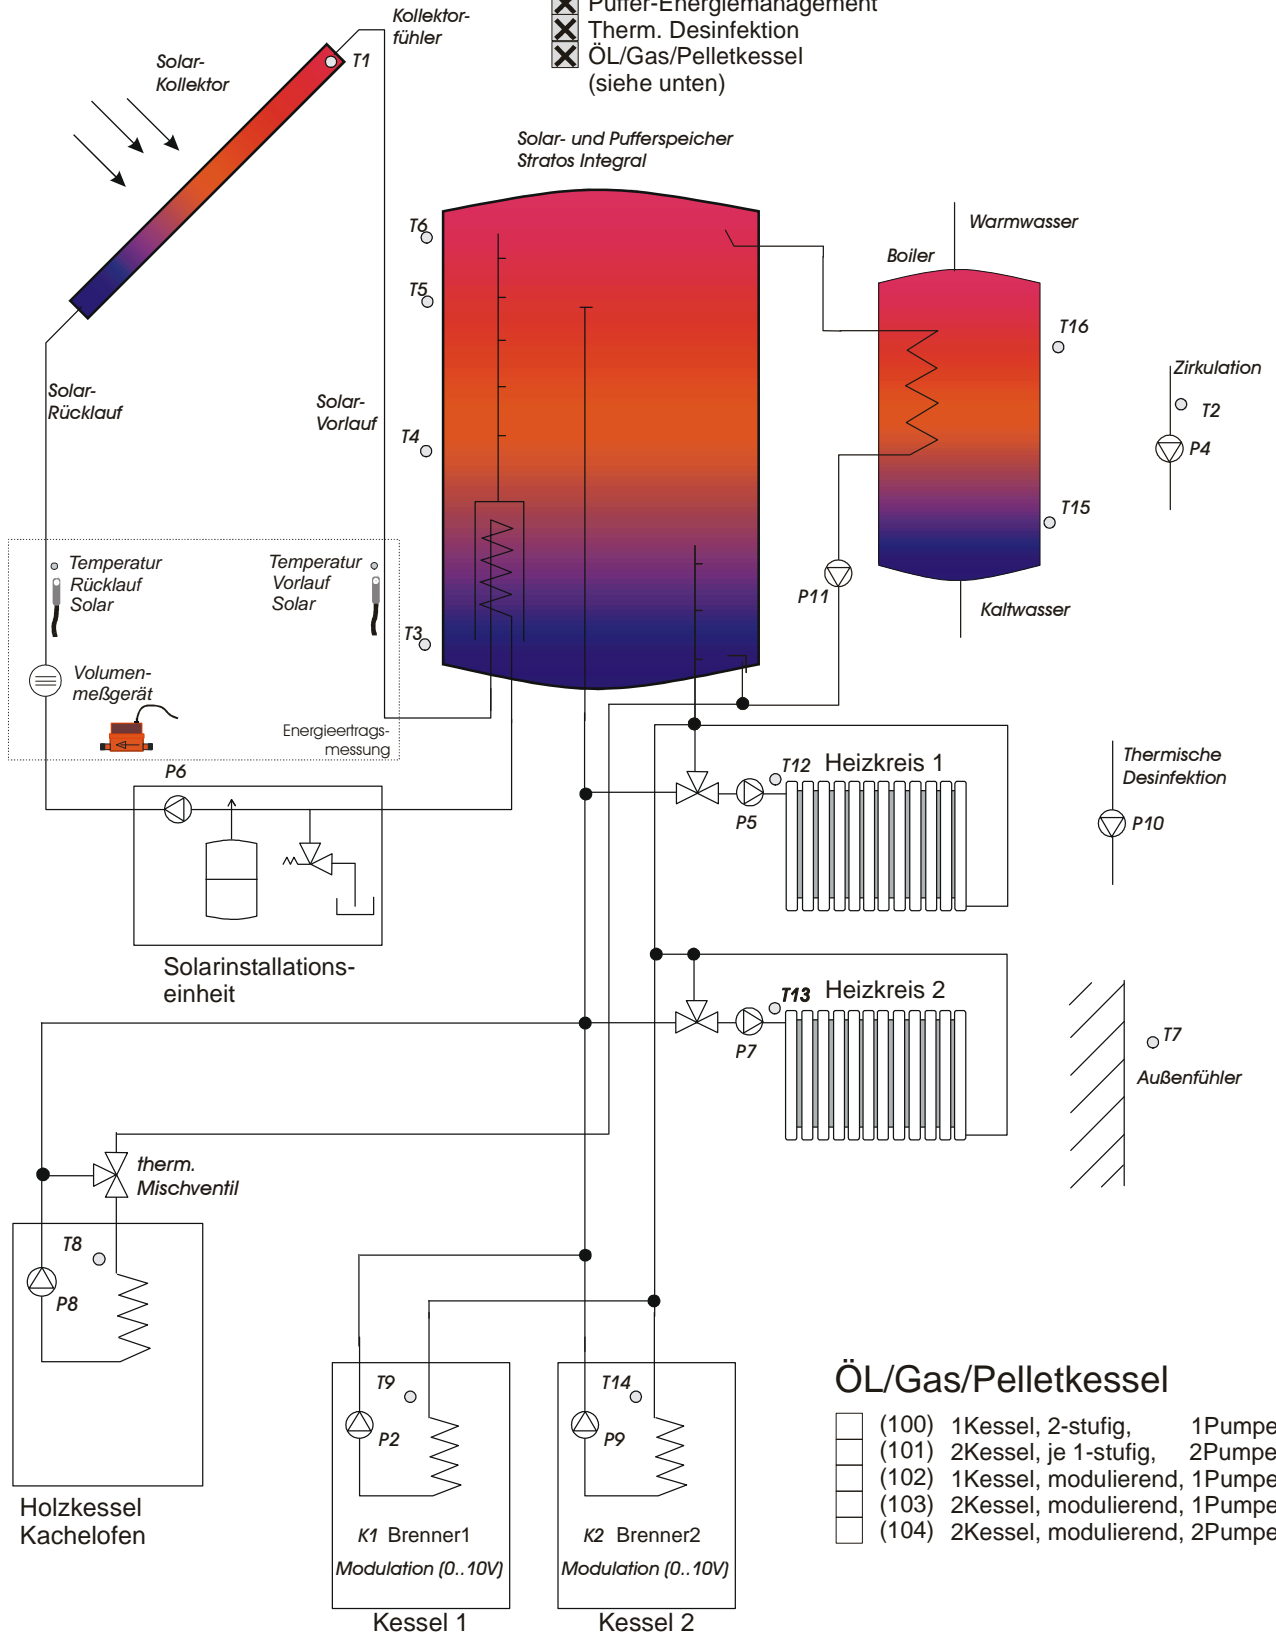 Puffer-Energiemanagement
Therm. Desinfektion
ÖL/Gas/Pelletkessel
(siehe unten)
Kollektor-
fühler
T1
Solar-
Kollektor
Solar- und Pufferspeicher
Stratos Integral
T6
T5
T4
T3
Warmwasser
Boiler
T16
T15
Kaltwasser
P11
Zirkulation
T2
P4
Solar-
Rücklauf
Solar-
Vorlauf
Temperatur
Rücklauf
Solar
Temperatur
Vorlauf
Solar
Volumen-
meßgerät
Energieertrags-
messung
P6
Solarinstallations-
einheit
T12 Heizkreis 1
P5
Thermische
Desinfektion
P10
T13 Heizkreis 2
P7
T7
Außenfühler
therm.
Mischventil
T8
P8
Holzkessel
Kachelofen
T9
P2
K1 Brenner1
Modulation (0..10V)
Kessel 1
T14
P9
K2 Brenner2
Modulation (0..10V)
Kessel 2
ÖL/Gas/Pelletkessel
(100) 1Kessel, 2-stufig, 1Pumpe
(101) 2Kessel, je 1-stufig, 2Pumpe
(102) 1Kessel, modulierend, 1Pumpe
(103) 2Kessel, modulierend, 1Pumpe
(104) 2Kessel, modulierend, 2Pumpe